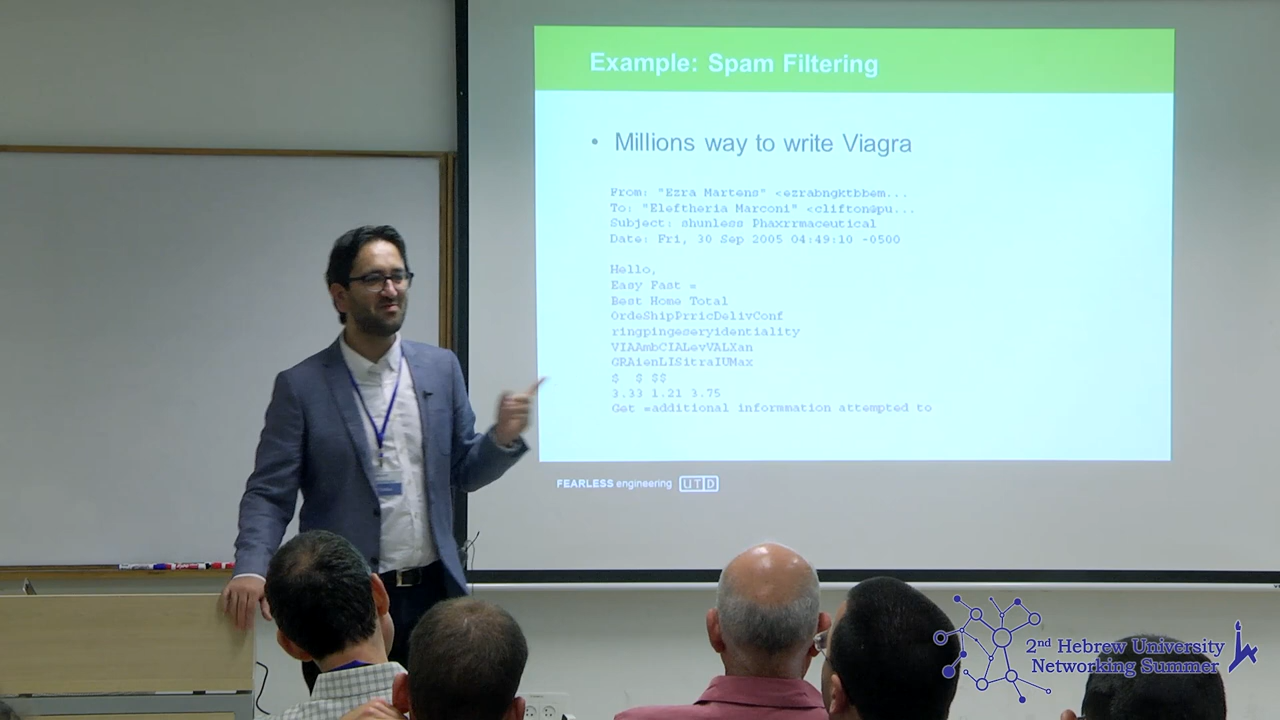 Example: Spam Filtering
• Millions way to write Viagra
From: "Ezra Martens" <ezrabngktbbem...
To: "Eleftheria Marconi" <clifton@pu...
Subject: shunless Phaxrrmaceutical
Date: Fri, 30 Sep 2005 04:49:10 -0500
Hello,
Easy Fast =
Best Home Total
OrdeShipPrricDelivConf
ringpingeseryidentiality
VIAAmbCIALevVALXan
GRAienLISitraIUMax
$ $ $$
3.33 1.21 3.75
Get =additional informmation attempted to
FEARLESS engineering UTD
2nd Hebrew University
Networking Summer